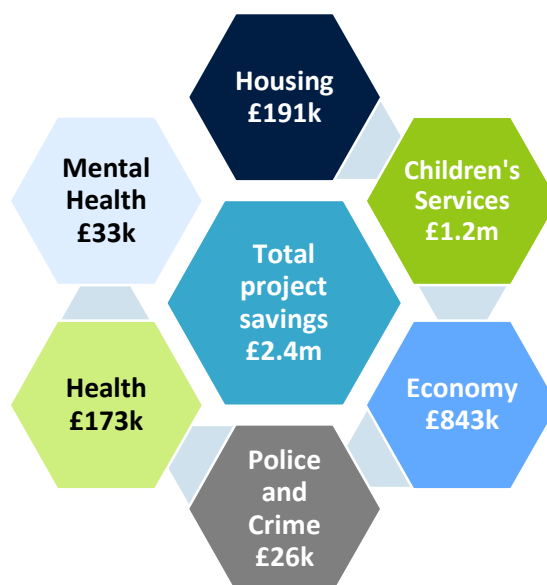 Housing
£191k
Mental
Health
£33k
Children's
Services
£1.2m
Total
project
savings
£2.4m
Health
£173k
Economy
£843k
Police
and
Crime
£26k